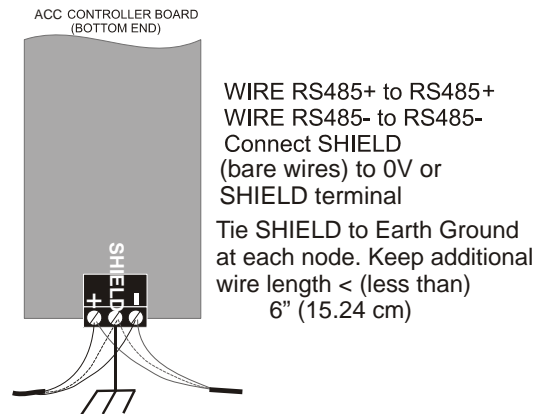 ACC CONTROLLER BOARD
(BOTTOM END)
WIRE RS485+ to RS485+
WIRE RS485- to RS485-
Connect SHIELD
(bare wires) to 0V or
SHIELD terminal
Tie SHIELD to Earth Ground
at each node. Keep additional
wire length < (less than)
6” (15.24 cm)
SHIELD
+ -